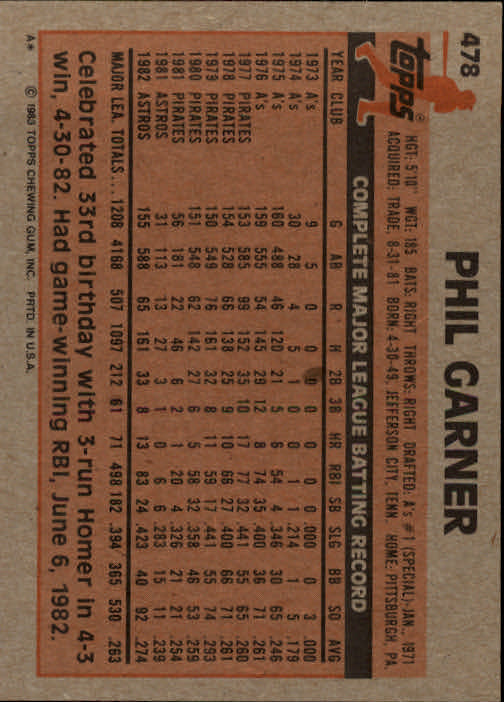 478
topps®
PHIL GARNER
HGT: 5'10" WGT: 185 BATS: RIGHT THROWS: RIGHT DRAFTED: A's #1 (SPECIAL)-JAN., 1971
ACQUIRED: TRADE, 8-31-81 BORN: 4-30-49, JEFFERSON CITY, TENN. HOME: PITTSBURGH, PA.
COMPLETE MAJOR LEAGUE BATTING RECORD
YEAR CLUB G AB R H 2B 3B HR RBI SB SLG BB SO AVG
1973 A's 9 5 0 0 0 0 0 0 0 .000 0 3 .000
1974 A's 30 28 4 5 1 0 0 1 1 .214 1 5 .179
1975 A's 160 488 46 120 21 5 6 54 4 .346 30 65 .246
1976 A's 159 555 54 145 29 12 8 74 35 .400 36 71 .261
1977 PIRATES 153 585 99 152 35 10 17 77 32 .441 55 65 .260
1978 PIRATES 154 528 66 138 25 9 10 66 27 .400 66 71 .261
1979 PIRATES 150 549 76 161 32 8 11 59 17 .441 55 74 .293
1980 PIRATES 151 548 62 142 27 6 5 58 32 .358 46 53 .259
1981 PIRATES 56 181 22 46 6 2 1 20 4 .326 21 21 .254
1981 ASTROS 31 113 13 27 3 1 0 6 6 .283 15 11 .239
1982 ASTROS 155 588 65 161 33 8 13 83 24 .423 40 92 .274
MAJOR LEA. TOTALS... 1208 4168 507 1097 212 61 71 498 182 .394 365 530 .263
Celebrated 33rd birthday with 3-run Homer in 4-3
win, 4-30-82. Had game-winning RBI, June 6, 1982.
A* © 1983 TOPPS CHEWING GUM, INC. PRTD. IN U.S.A.